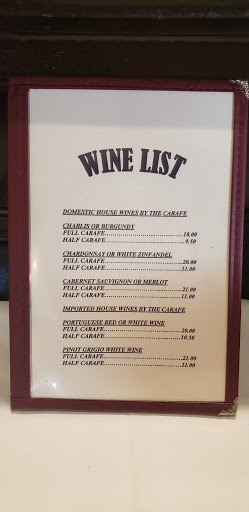 WINE LIST
DOMESTIC HOUSE WINES BY THE CARAFE
CHABLIS OR BURGUNDY
FULL CARAFE...............................18.00
HALF CARAFE................................9.50
CHARDONNAY OR WHITE ZINFANDEL
FULL CARAFE...............................20.00
HALF CARAFE...............................11.00
CABERNET SAUVIGNON OR MERLOT
FULL CARAFE...............................21.00
HALF CARAFE...............................11.00
IMPORTED HOUSE WINES BY THE CARAFE
PORTUGUESE RED OR WHITE WINE
FULL CARAFE...............................20.00
HALF CARAFE...............................10.50
PINOT GRIGIO WHITE WINE
FULL CARAFE...............................21.00
HALF CARAFE...............................11.00